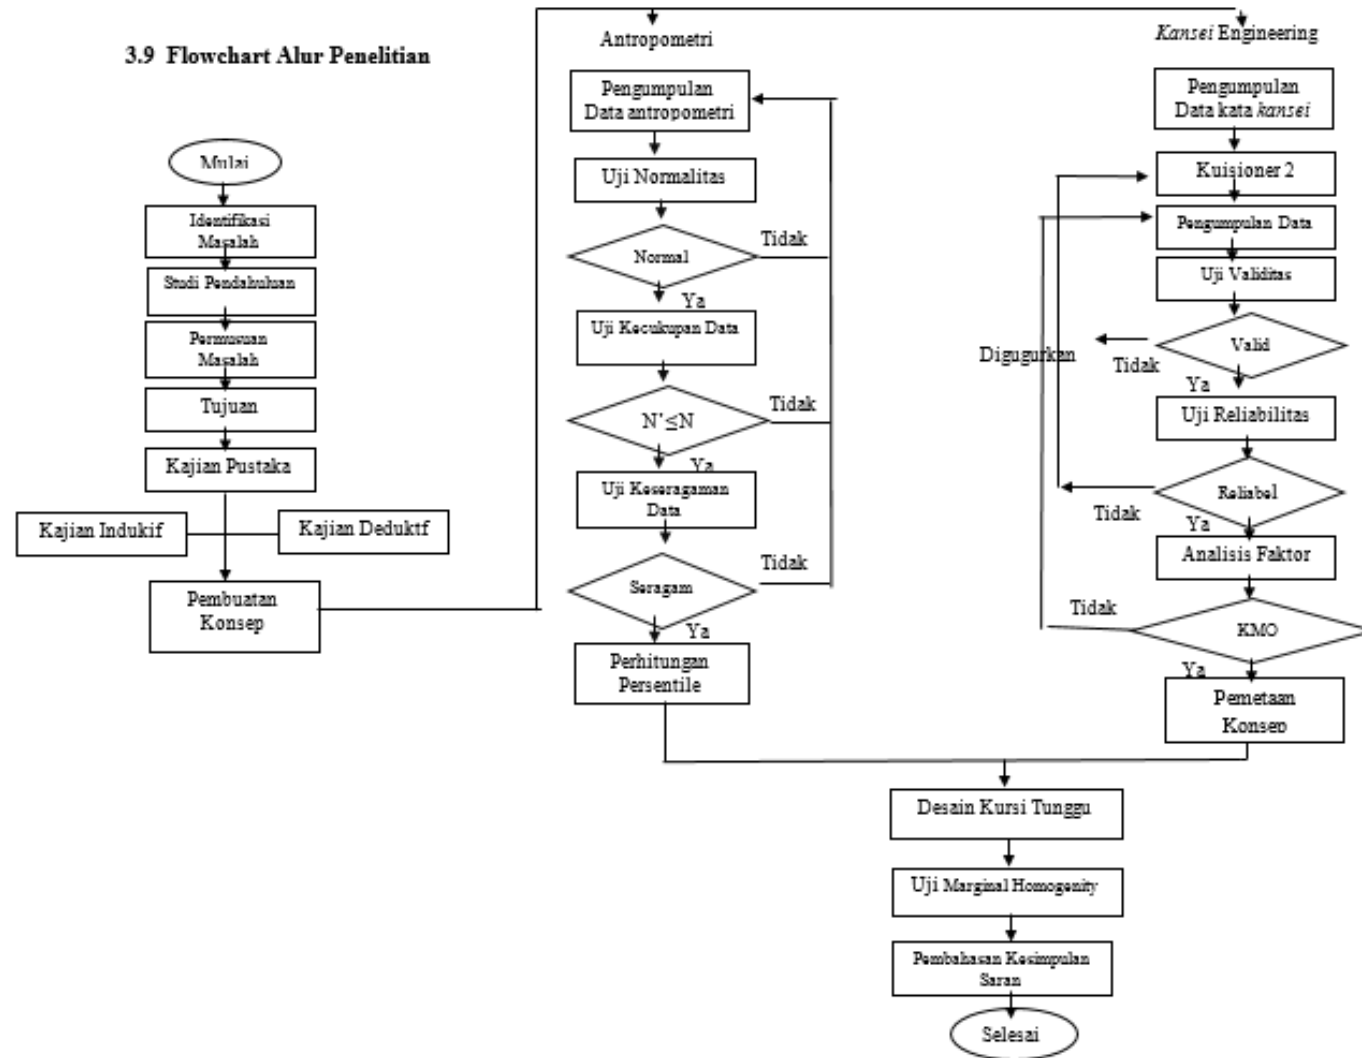 3.9 Flowchart Alur Penelitian
Mulai
Identifikasi
Masalah
Studi Pendahuluan
Permusuan
Masalah
Tujuan
Kajian Pustaka
Kajian Indukif
Kajian Deduktf
Pembuatan
Konsep
Antropometri
Pengumpulan
Data antropometri
Uji Normalitas
Normal
Tidak
Ya
Uji Kecukupan Data
N'≤N
Tidak
Ya
Uji Keseragaman
Data
Seragam
Tidak
Ya
Perhitungan
Persentile
Kansei Engineering
Pengumpulan
Data kata kansei
Kuisioner 2
Pengumpulan Data
Uji Validitas
Valid
Digugurkan
Tidak
Ya
Uji Reliabilitas
Reliabel
Tidak
Ya
Analisis Faktor
Tidak
KMO
Ya
Pemetaan
Konsep
Desain Kursi Tunggu
Uji Marginal Homogenity
Pembahasan Kesimpulan
Saran
Selesai